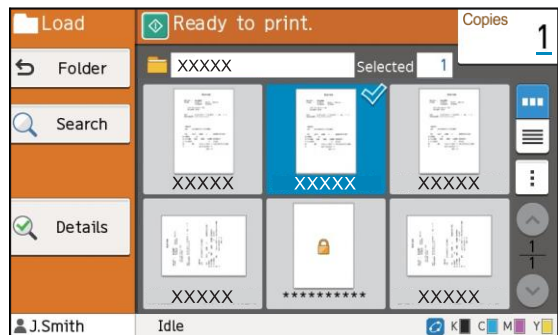 Load
Ready to print.
Copies
1
Folder
XXXXX
Selected
1
Search
XXXXX
XXXXX
XXXXX
Details
XXXXX
**********
XXXXX
1
1
J.Smith
Idle
K
C
M
Y